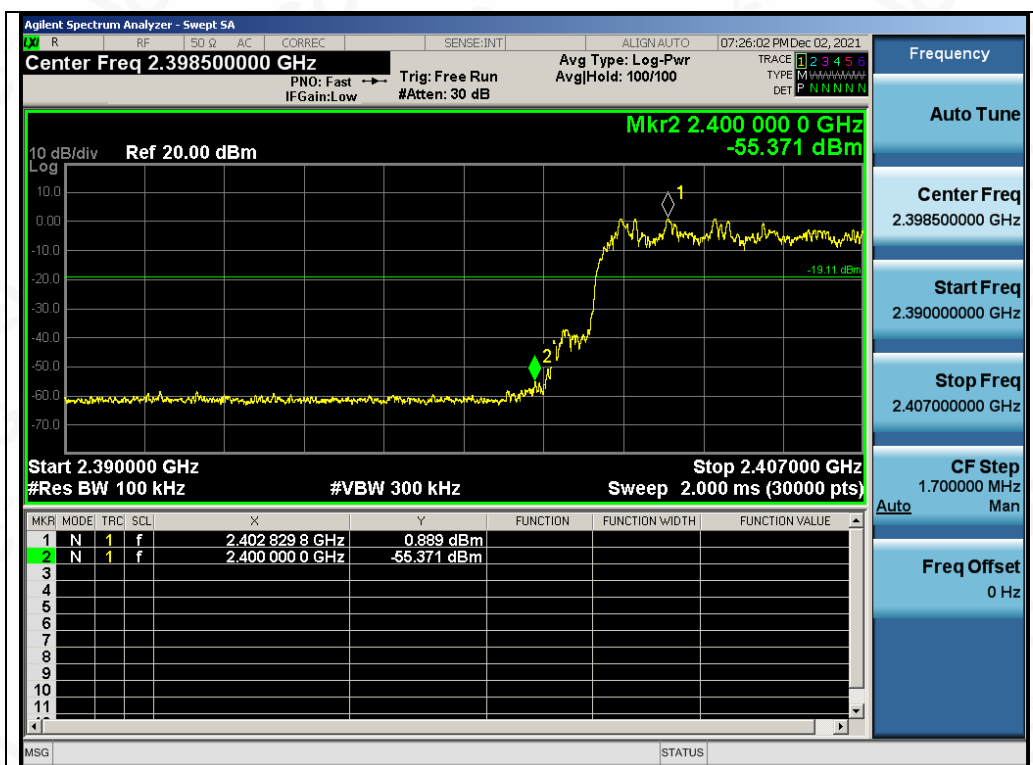 Agilent Spectrum Analyzer - Swept SA
LXI R RF 50 Ω AC CORREC SENSE:INT ALIGN AUTO 07:26:02 PM Dec 02, 2021
Center Freq 2.398500000 GHz
PNO: Fast
IFGain:Low
Trig: Free Run
#Atten: 30 dB
Avg Type: Log-Pwr
Avg|Hold: 100/100
TRACE 1 2 3 4 5 6
TYPE M WWWWW
DET P N N N N N
Mkr2 2.400 000 0 GHz
-55.371 dBm
10 dB/div Ref 20.00 dBm
Log
10.0
0.00
-10.0
-20.0
-30.0
-40.0
-50.0
-60.0
-70.0
1
-19.11 dBm
2
Start 2.390000 GHz Stop 2.407000 GHz
#Res BW 100 kHz #VBW 300 kHz Sweep 2.000 ms (30000 pts)
MKR MODE TRC SCL X Y FUNCTION FUNCTION WIDTH FUNCTION VALUE
1 N 1 f 2.402 829 8 GHz 0.889 dBm
2 N 1 f 2.400 000 0 GHz -55.371 dBm
3
4
5
6
7
8
9
10
11
MSG STATUS
Frequency
Auto Tune
Center Freq
2.398500000 GHz
Start Freq
2.390000000 GHz
Stop Freq
2.407000000 GHz
CF Step
1.700000 MHz
Auto Man
Freq Offset
0 Hz